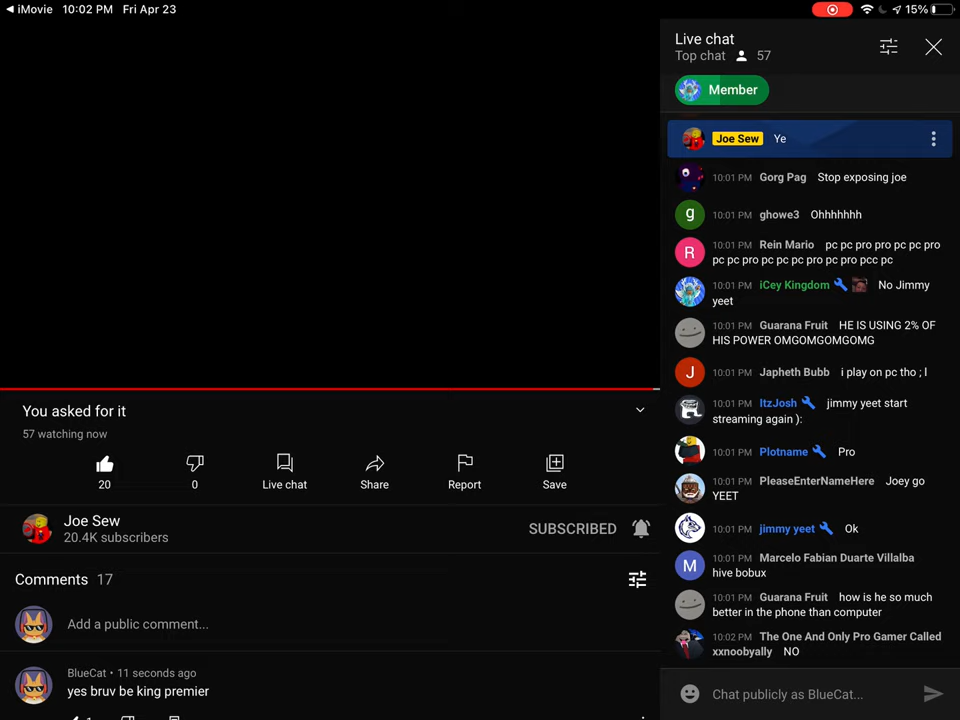 iMovie 10:02 PM Fri Apr 23
15%
Live chat
Top chat 57
Member
Joe Sew Ye
10:01 PM Gorg Pag Stop exposing joe
g
10:01 PM ghowe3 Ohhhhhhh
R
10:01 PM Rein Mario pc pc pro pro pc pc pro
pc pc pro pc pc pc pro pc pro pcc pc
10:01 PM iCey Kingdom No Jimmy
yeet
10:01 PM Guarana Fruit HE IS USING 2% OF
HIS POWER OMGOMGOMGOMG
J
10:01 PM Japheth Bubb i play on pc tho ; l
10:01 PM ItzJosh jimmy yeet start
streaming again ):
10:01 PM Plotname Pro
10:01 PM PleaseEnterNameHere Joey go
YEET
10:01 PM jimmy yeet Ok
M
10:01 PM Marcelo Fabian Duarte Villalba
hive bobux
10:01 PM Guarana Fruit how is he so much
better in the phone than computer
10:02 PM The One And Only Pro Gamer Called
xxnoobyally NO
Chat publicly as BlueCat...
You asked for it
57 watching now
20
0
Live chat
Share
Report
Save
Joe Sew
20.4K subscribers
SUBSCRIBED
Comments 17
Add a public comment...
BlueCat • 11 seconds ago
yes bruv be king premier